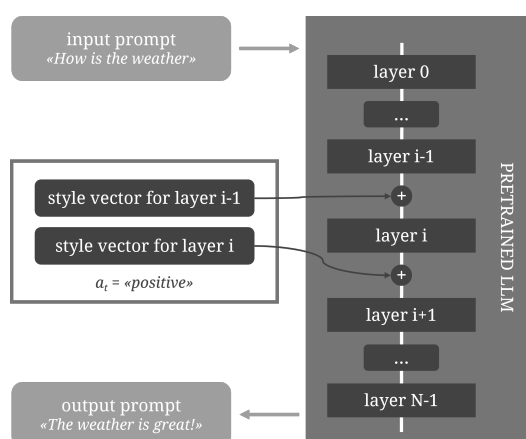 input prompt
«How is the weather»
layer 0
...
layer i-1
+
style vector for layer i-1
style vector for layer i
layer i
+
aₜ = «positive»
layer i+1
...
layer N-1
PRETRAINED LLM
output prompt
«The weather is great!»